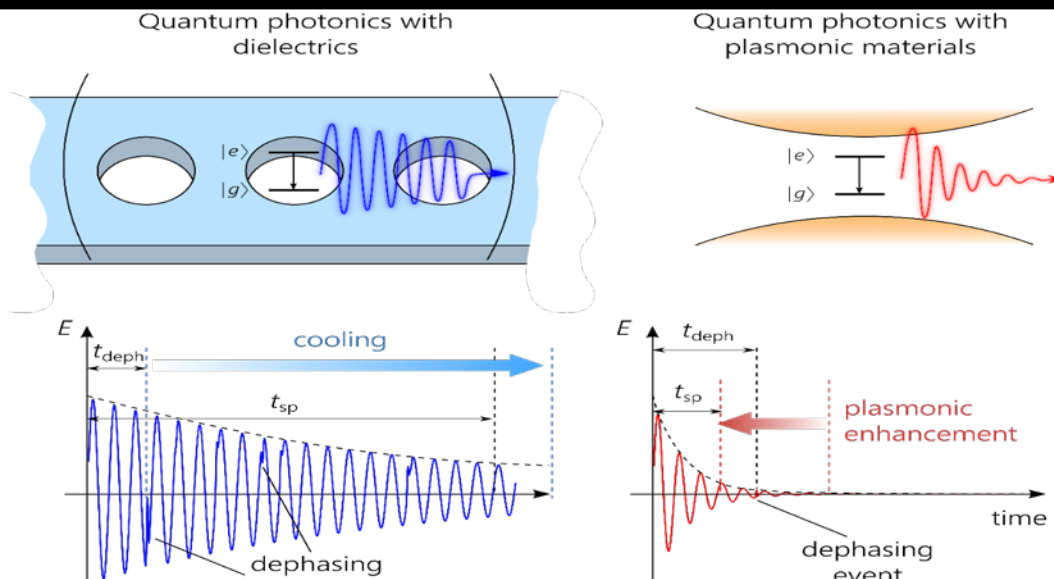 Quantum photonics with
dielectrics
|e⟩
|g⟩
Quantum photonics with
plasmonic materials
|e⟩
|g⟩
E
t_deph
cooling
t_sp
dephasing
E
t_deph
t_sp
plasmonic
enhancement
time
dephasing
event